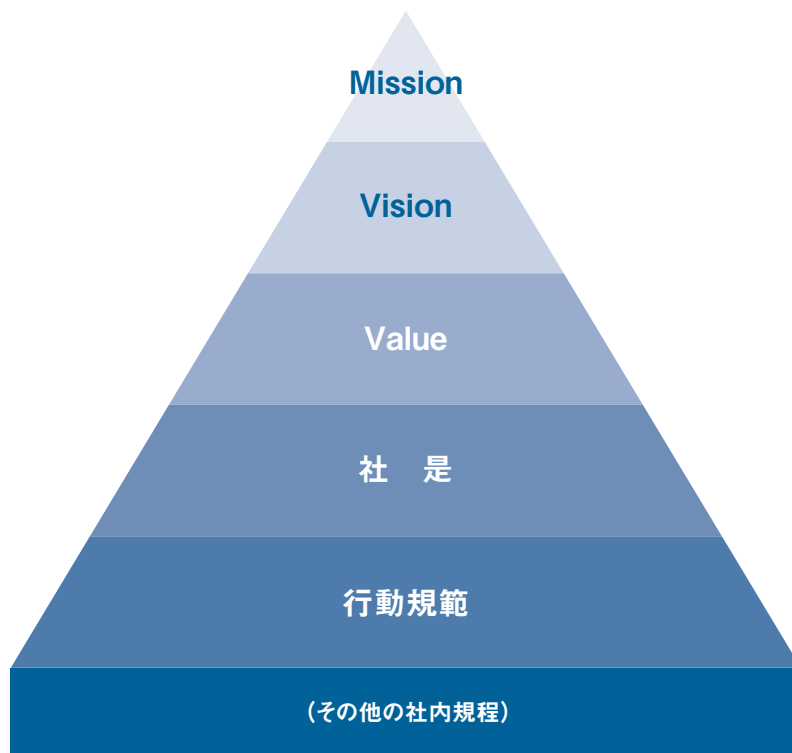 Mission
Vision
Value
社　是
行動規範
（その他の社内規程）